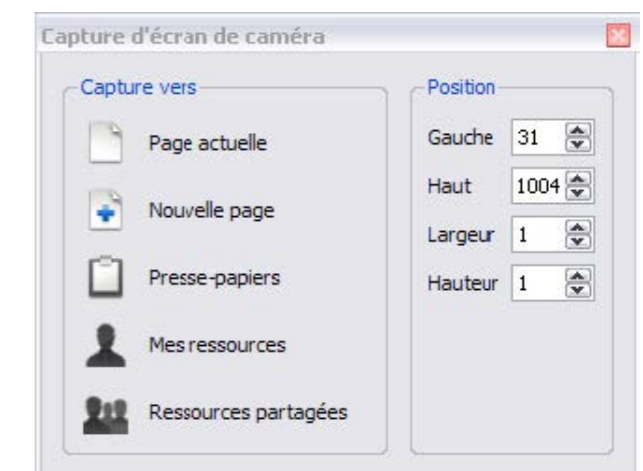 Capture d'écran de caméra
Capture vers
Page actuelle
Nouvelle page
Presse-papiers
Mes ressources
Ressources partagées
Position
Gauche 31
Haut 1004
Largeur 1
Hauteur 1